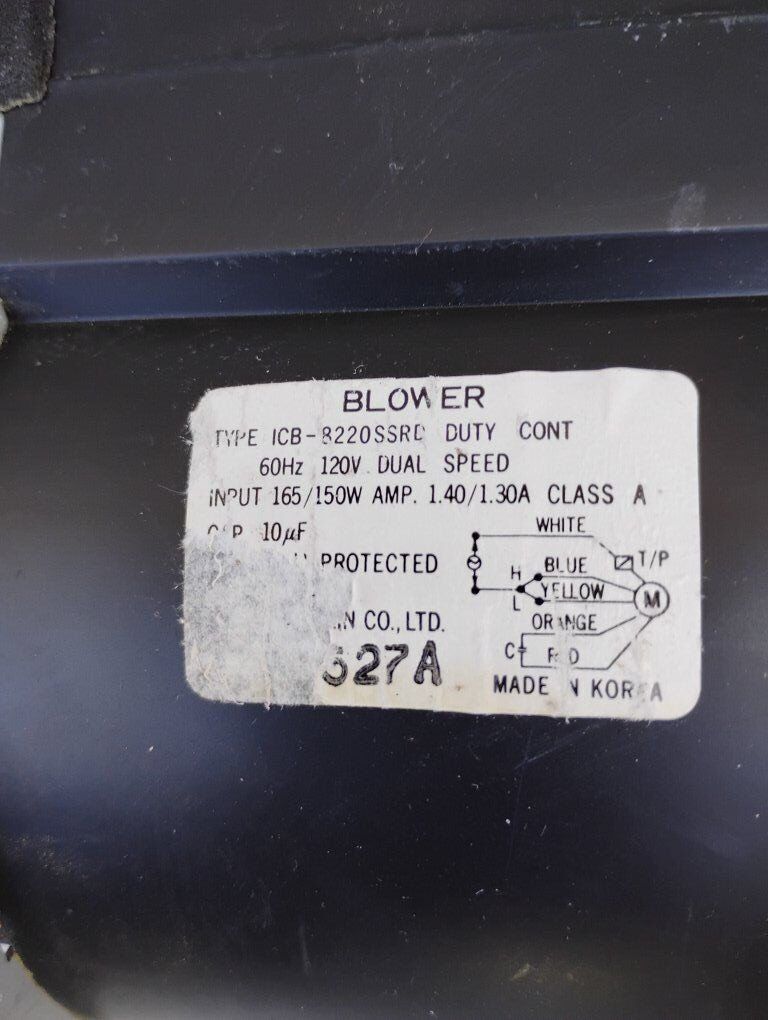 BLOWER
TYPE ICB-8220SSRD DUTY CONT
60Hz 120V. DUAL SPEED
INPUT 165/150W AMP. 1.40/1.30A CLASS A
10µF
PROTECTED
CO.,LTD.
527A
WHITE
T/P
H BLUE
L YELLOW
M
ORANGE
C RED
MADE IN KOREA